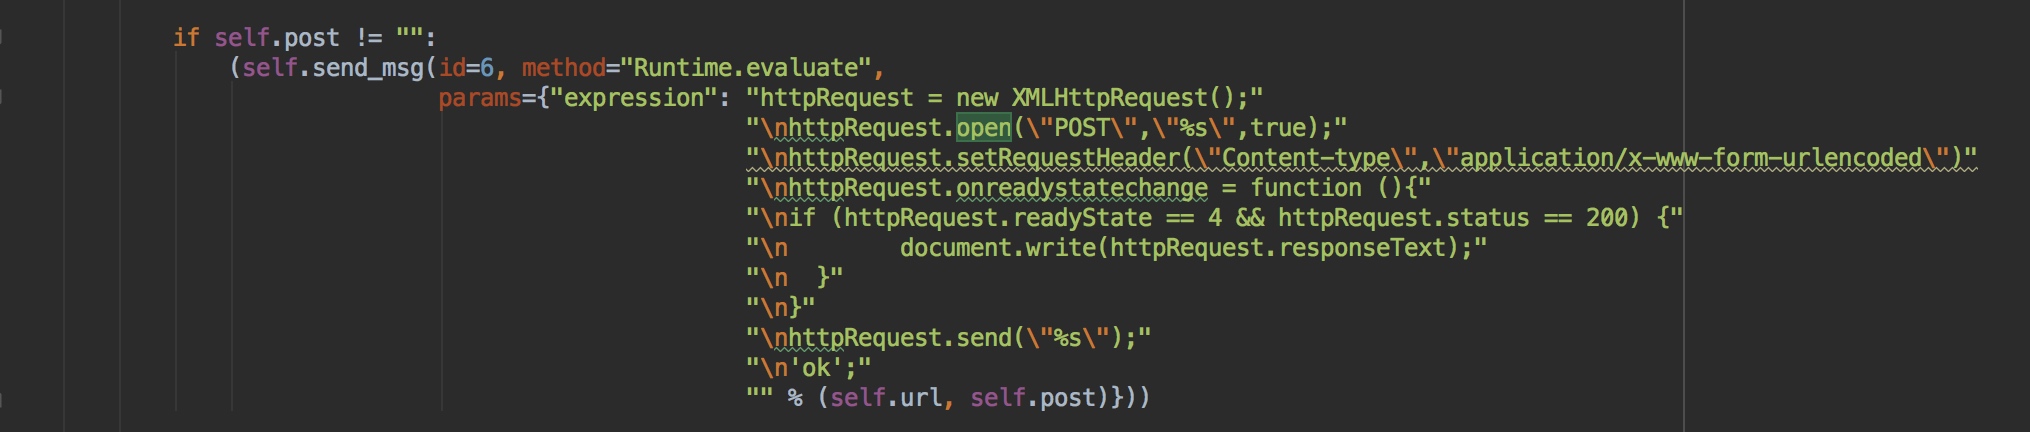 if self.post != "":
(self.send_msg(id=6, method="Runtime.evaluate",
params={"expression": "httpRequest = new XMLHttpRequest();"
"\nhttpRequest.open(\"POST\",\"%s\",true);"
"\nhttpRequest.setRequestHeader(\"Content-type\",\"application/x-www-form-urlencoded\")"
"\nhttpRequest.onreadystatechange = function (){"
"\nif (httpRequest.readyState == 4 && httpRequest.status == 200) {"
"\n        document.write(httpRequest.responseText);"
"\n  }"
"\n}"
"\nhttpRequest.send(\"%s\");"
"\n'ok';"
"" % (self.url, self.post)}))